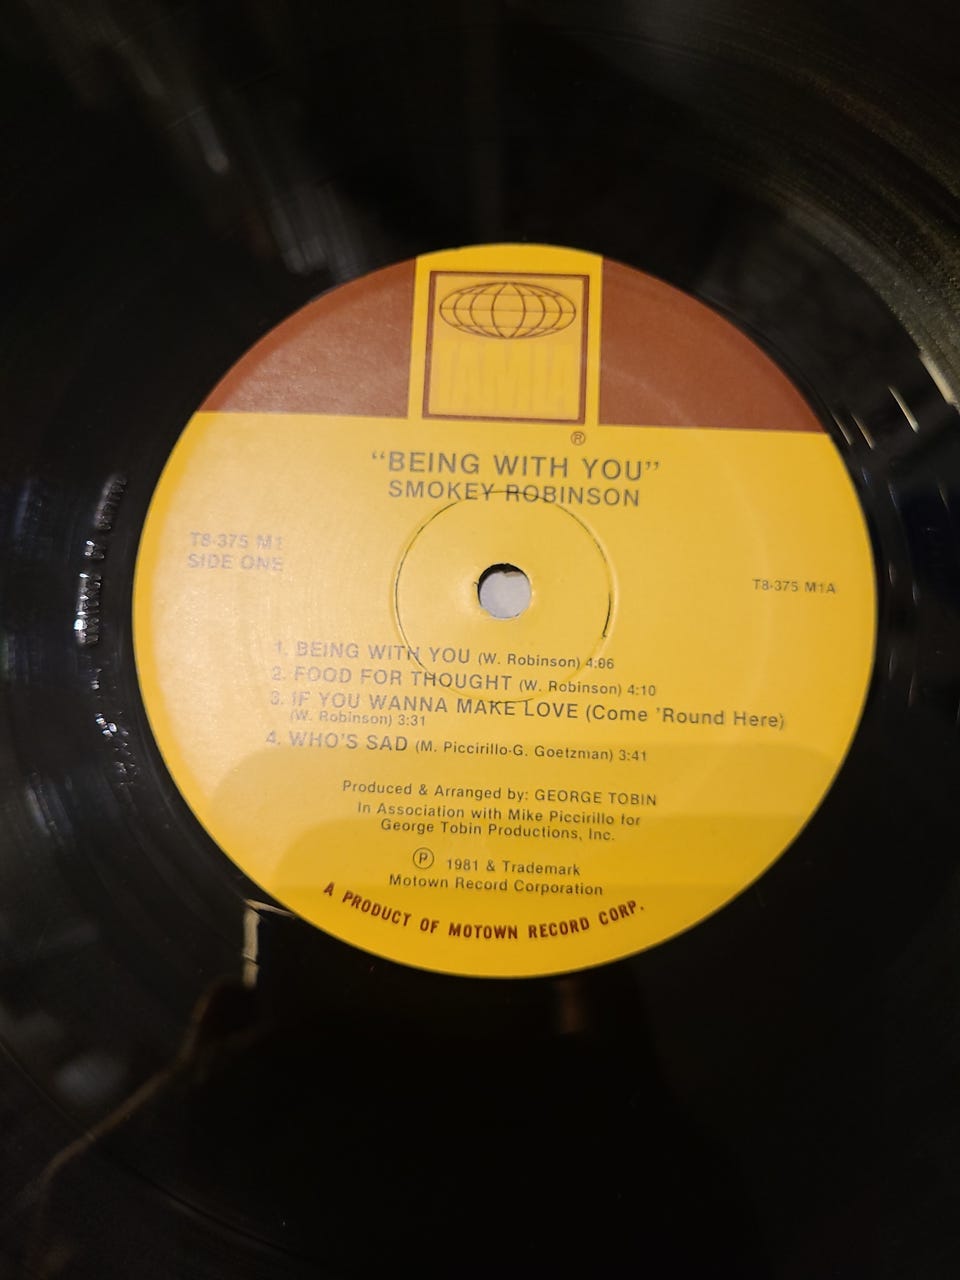 TAMLA
®
“BEING WITH YOU”
SMOKEY ROBINSON
T8-375 M1
SIDE ONE
T8-375 M1A
1. BEING WITH YOU (W. Robinson) 4:06
2. FOOD FOR THOUGHT (W. Robinson) 4:10
3. IF YOU WANNA MAKE LOVE (Come ’Round Here)
(W. Robinson) 3:31
4. WHO’S SAD (M. Piccirillo-G. Goetzman) 3:41
Produced & Arranged by: GEORGE TOBIN
In Association with Mike Piccirillo for
George Tobin Productions, Inc.
℗ 1981 & Trademark
Motown Record Corporation
A PRODUCT OF MOTOWN RECORD CORP.